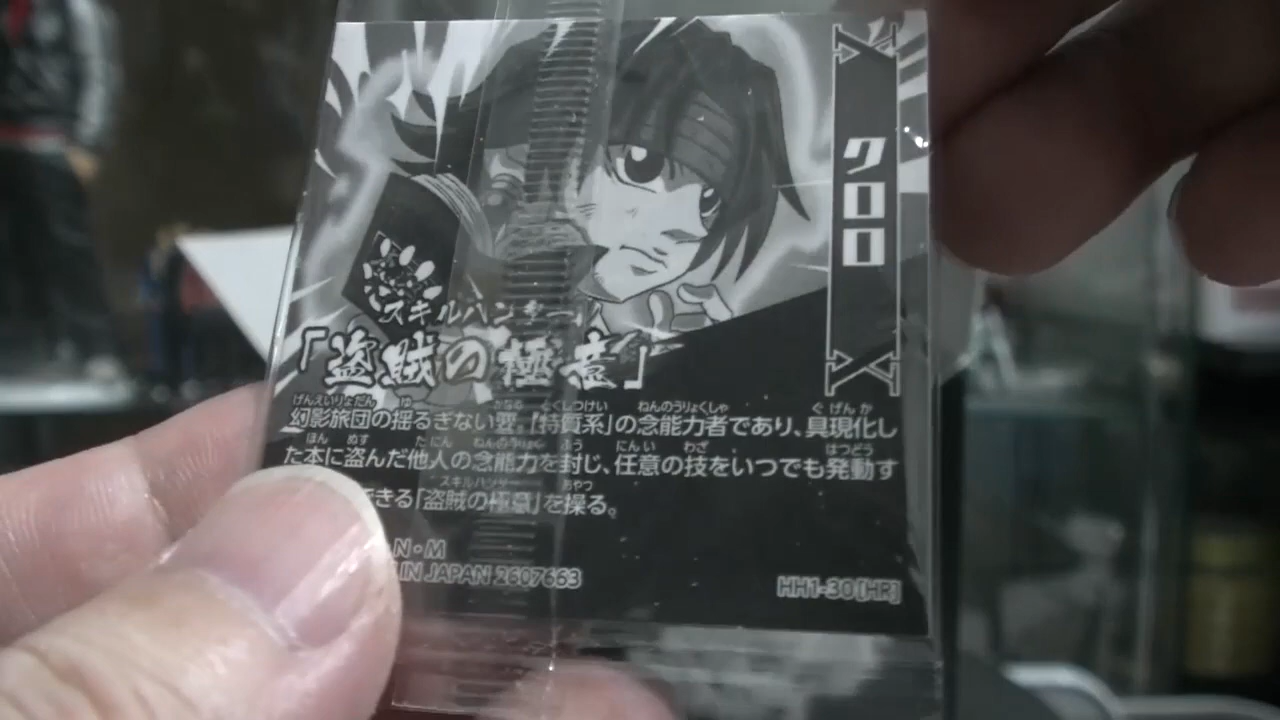 クロロ
スキルハンター
「盗賊の極意」
幻影旅団の揺るぎない要。「特質系」の念能力者であり、具現化し
た本に盗んだ他人の念能力を封じ、任意の技をいつでも発動す
できる「盗賊の極意」を操る。
N・M
IN JAPAN 2607663
HH1-30[HR]